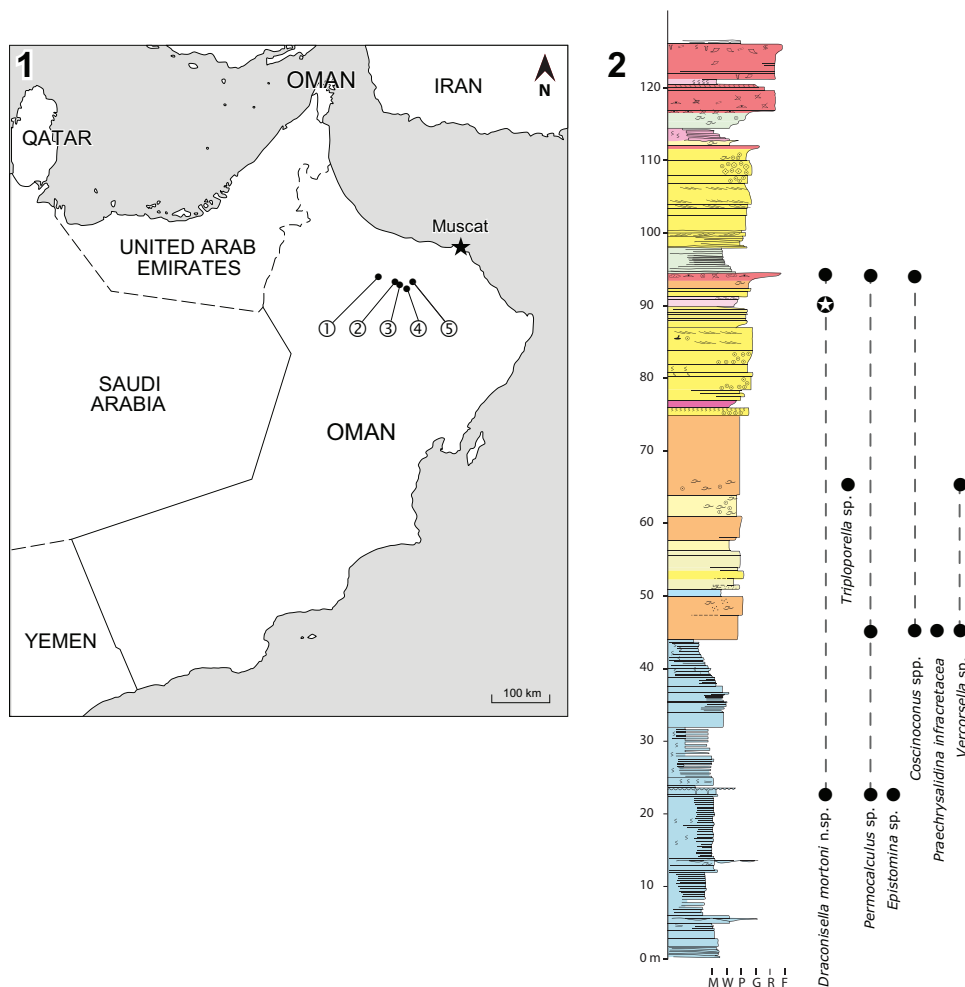 1
OMAN
IRAN
N
QATAR
Muscat
UNITED ARAB
EMIRATES
① ② ③ ④ ⑤
SAUDI
ARABIA
OMAN
YEMEN
100 km
2
120
110
100
90
80
70
60
50
40
30
20
10
0 m
M W P G R F
Draconisella mortoni n.sp.
Triploporella sp.
Permocalculus sp.
Epistomina sp.
Coscinoconus spp.
Praechrysalidina infracretacea
Vercorsella sp.